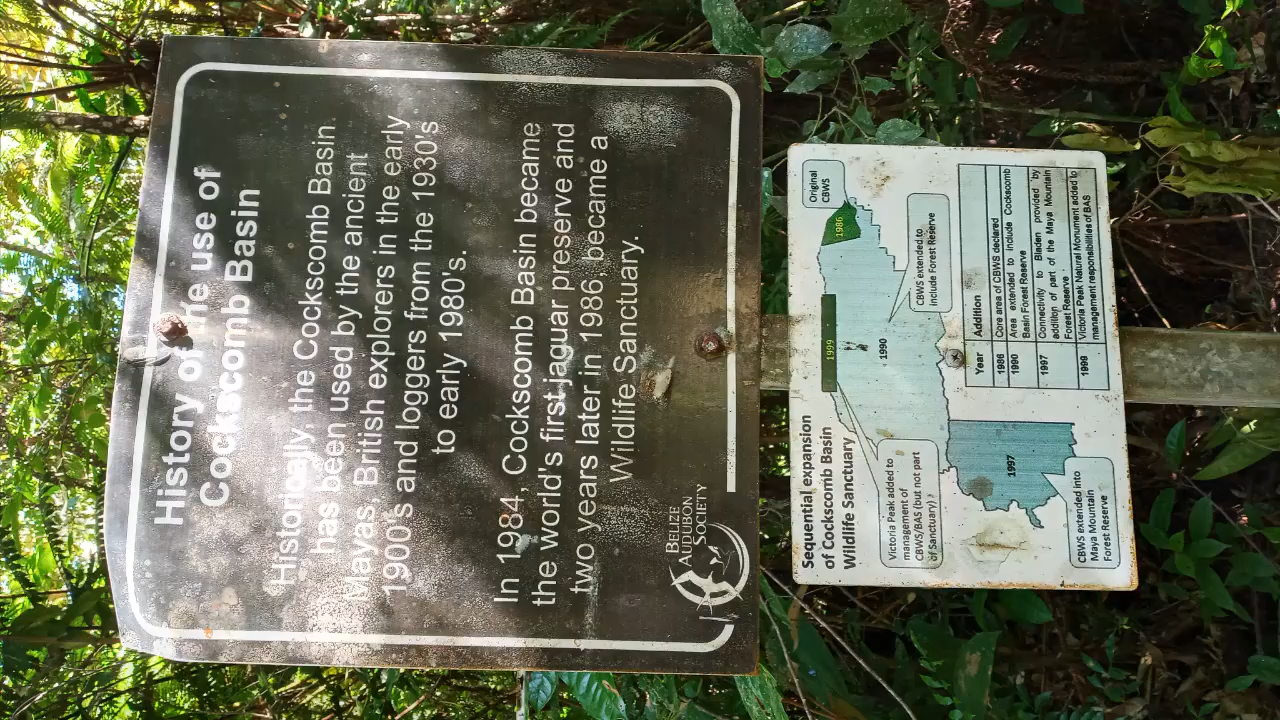 History of the use of
Cockscomb Basin
Historically, the Cockscomb Basin
has been used by the ancient
Mayas, British explorers in the early
1900's and loggers from the 1930's
to early 1980's.
In 1984, Cockscomb Basin became
the world's first jaguar preserve and
two years later in 1986, became a
Wildlife Sanctuary.
BELIZE
AUDUBON
SOCIETY
Sequential expansion
of Cockscomb Basin
Wildlife Sanctuary
Original
CBWS
1986
1999
1990
CBWS extended to
include Forest Reserve
Victoria Peak added to
management of
CBWS/BAS (but not part
of Sanctuary)
1997
CBWS extended into
Maya Mountain
Forest Reserve
Year Addition
1986 Core area of CBWS declared
1990 Area extended to include Cockscomb
Basin Forest Reserve
1997 Connectivity to Bladen provided by
addition of part of the Maya Mountain
Forest Reserve
1999 Victoria Peak Natural Monument added to
management responsibilities of BAS